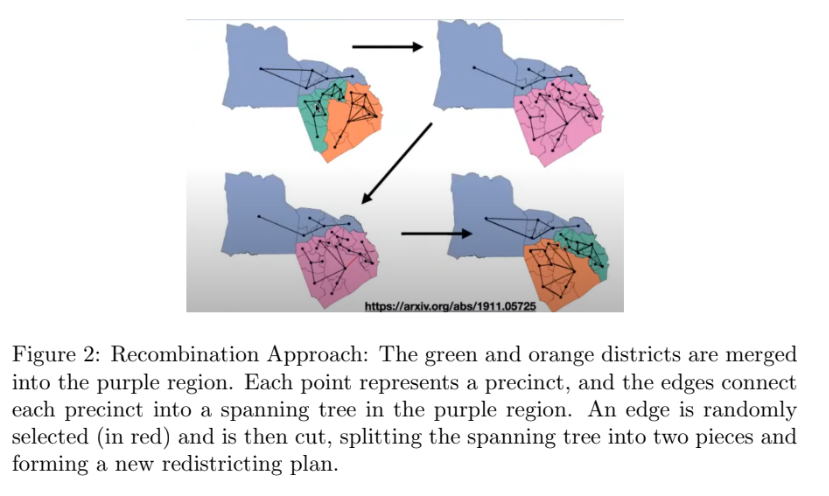 https://arxiv.org/abs/1911.05725
Figure 2: Recombination Approach: The green and orange districts are merged
into the purple region. Each point represents a precinct, and the edges connect
each precinct into a spanning tree in the purple region. An edge is randomly
selected (in red) and is then cut, splitting the spanning tree into two pieces and
forming a new redistricting plan.